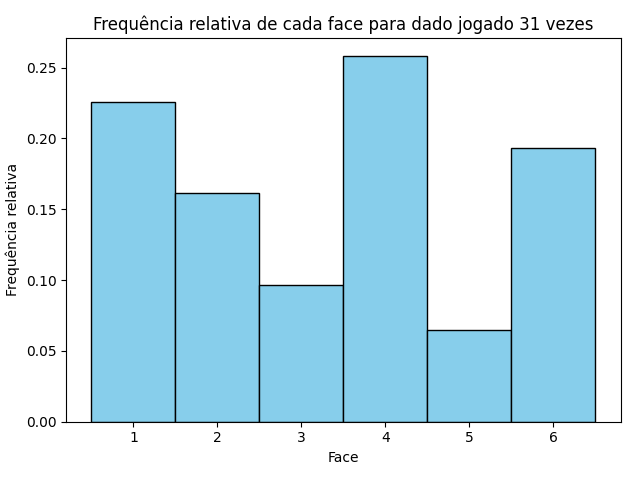 Frequência relativa de cada face para dado jogado 31 vezes
0.25
0.20
0.15
0.10
0.05
0.00
Frequência relativa
1 2 3 4 5 6
Face